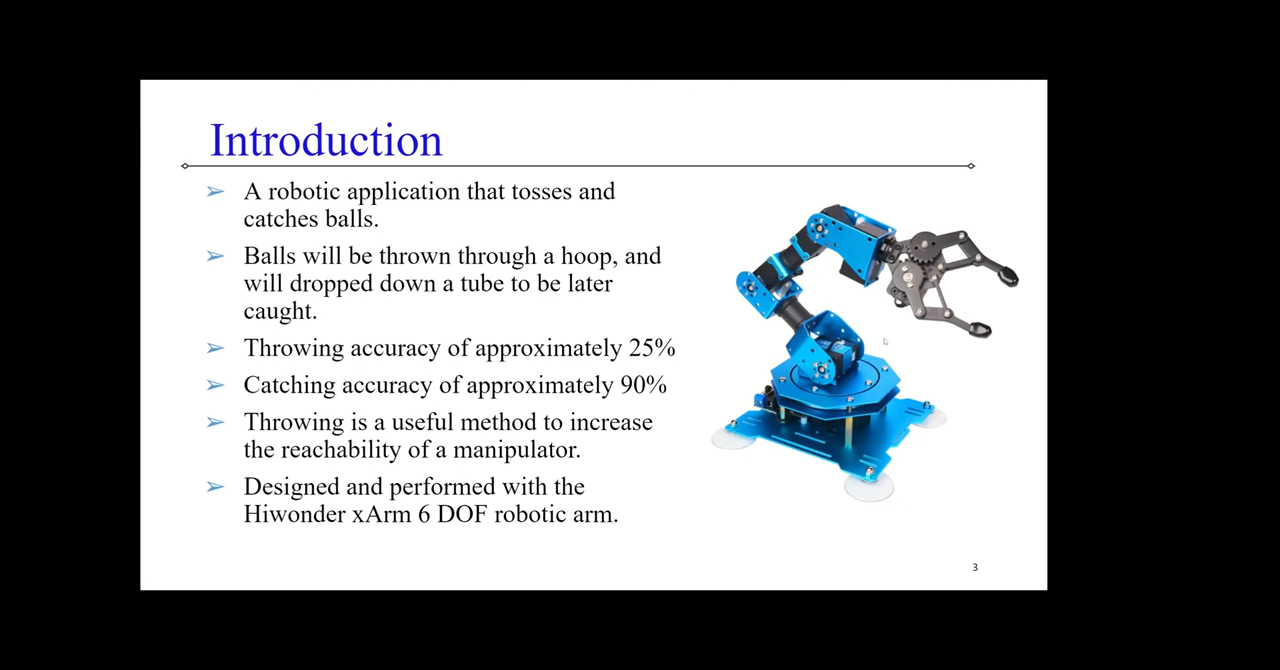 Introduction
➢ A robotic application that tosses and
catches balls.
➢ Balls will be thrown through a hoop, and
will dropped down a tube to be later
caught.
➢ Throwing accuracy of approximately 25%
➢ Catching accuracy of approximately 90%
➢ Throwing is a useful method to increase
the reachability of a manipulator.
➢ Designed and performed with the
Hiwonder xArm 6 DOF robotic arm.
3